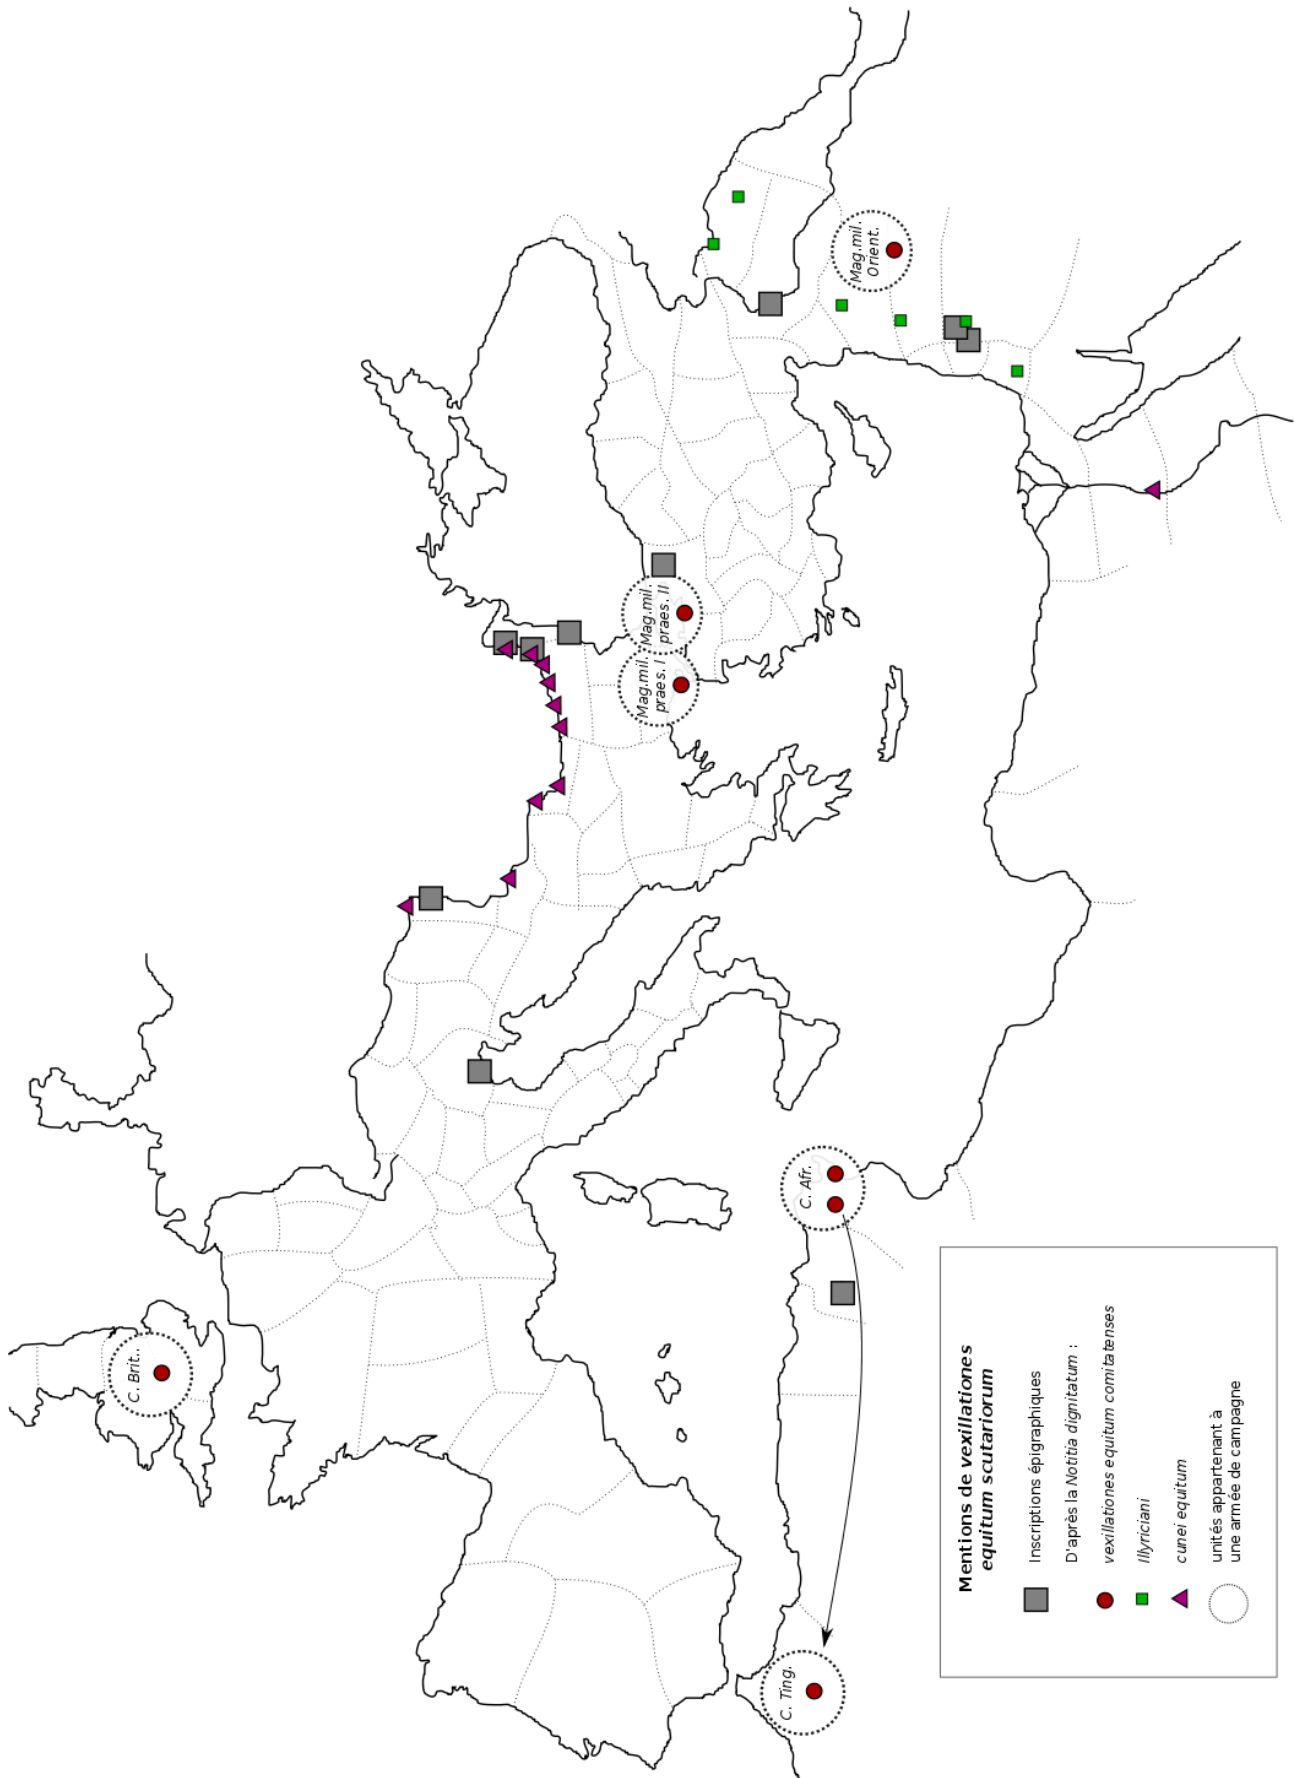 C. Brit..
C. Ting.
C. Afr.
Mag.mil.
praes. I
Mag.mil.
praes. II
Mag.mil.
Orient.
Mentions de vexillationes
equitum scutariorum
Inscriptions épigraphiques
D'après la Notitia dignitatum :
vexillationes equitum comitatenses
Illyriciani
cunei equitum
unités appartenant à
une armée de campagne